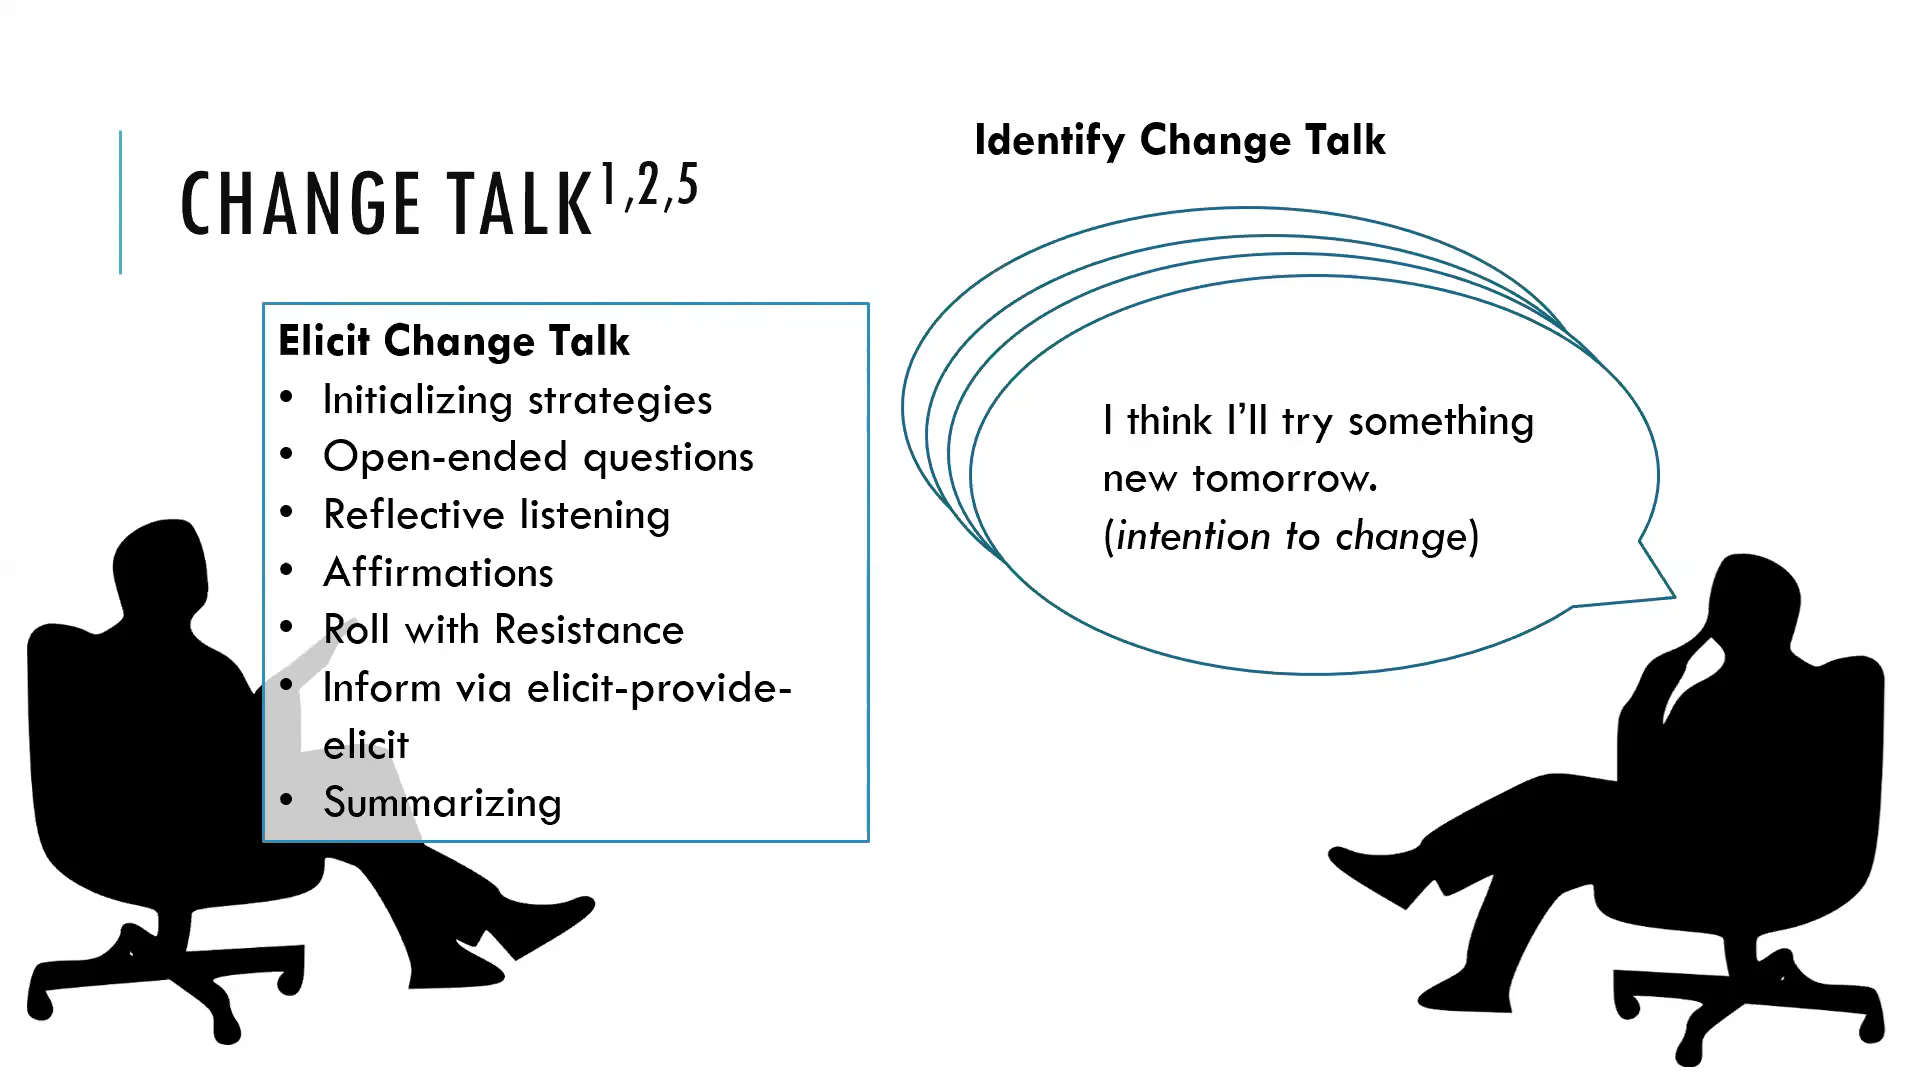 CHANGE TALK1,2,5
Elicit Change Talk
• Initializing strategies
• Open-ended questions
• Reflective listening
• Affirmations
• Roll with Resistance
• Inform via elicit-provide-
elicit
• Summarizing
Identify Change Talk
I think I’ll try something
new tomorrow.
(intention to change)